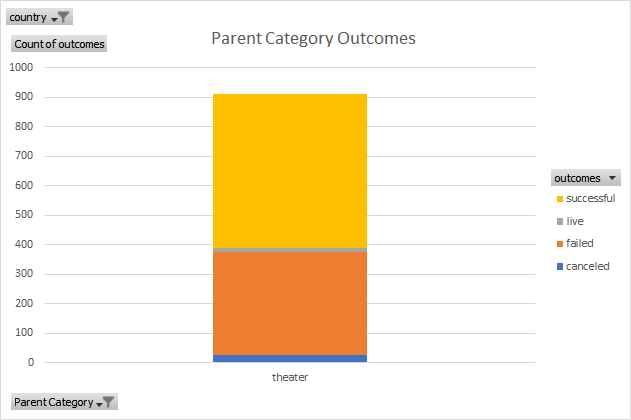 country
Count of outcomes
Parent Category Outcomes
1000
900
800
700
600
500
400
300
200
100
0
theater
outcomes
successful
live
failed
canceled
Parent Category